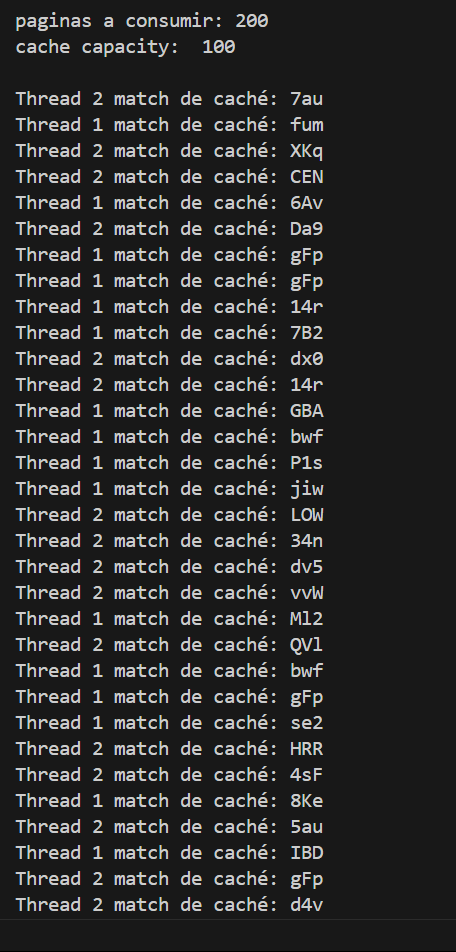 paginas a consumir: 200
cache capacity:  100
Thread 2 match de caché: 7au
Thread 1 match de caché: fum
Thread 2 match de caché: XKq
Thread 2 match de caché: CEN
Thread 1 match de caché: 6Av
Thread 2 match de caché: Da9
Thread 1 match de caché: gFp
Thread 1 match de caché: gFp
Thread 1 match de caché: 14r
Thread 1 match de caché: 7B2
Thread 2 match de caché: dx0
Thread 2 match de caché: 14r
Thread 1 match de caché: GBA
Thread 1 match de caché: bwf
Thread 1 match de caché: P1s
Thread 1 match de caché: jiw
Thread 2 match de caché: LOW
Thread 2 match de caché: 34n
Thread 2 match de caché: dv5
Thread 2 match de caché: vvW
Thread 1 match de caché: Ml2
Thread 2 match de caché: QVl
Thread 1 match de caché: bwf
Thread 1 match de caché: gFp
Thread 1 match de caché: se2
Thread 2 match de caché: HRR
Thread 2 match de caché: 4sF
Thread 1 match de caché: 8Ke
Thread 2 match de caché: 5au
Thread 1 match de caché: IBD
Thread 2 match de caché: gFp
Thread 2 match de caché: d4v